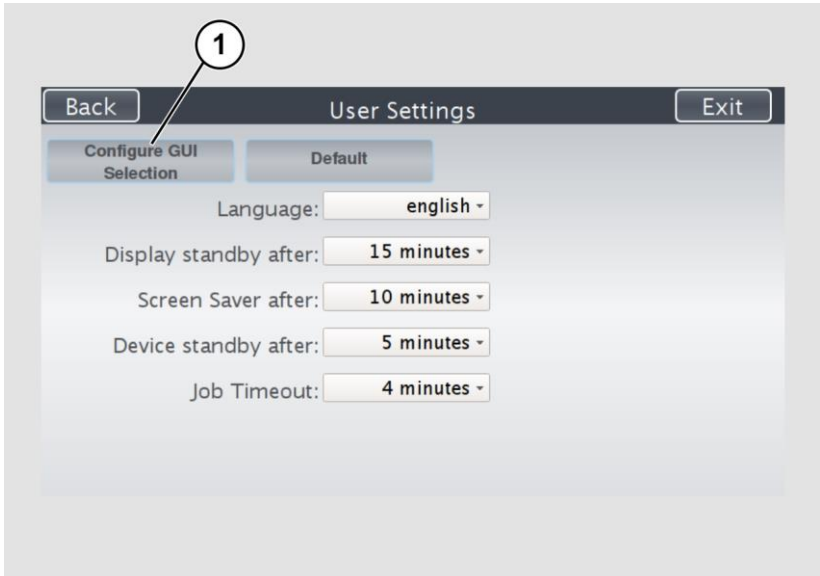 1
Back User Settings Exit
Configure GUI
Selection
Default
Language: english
Display standby after: 15 minutes
Screen Saver after: 10 minutes
Device standby after: 5 minutes
Job Timeout: 4 minutes